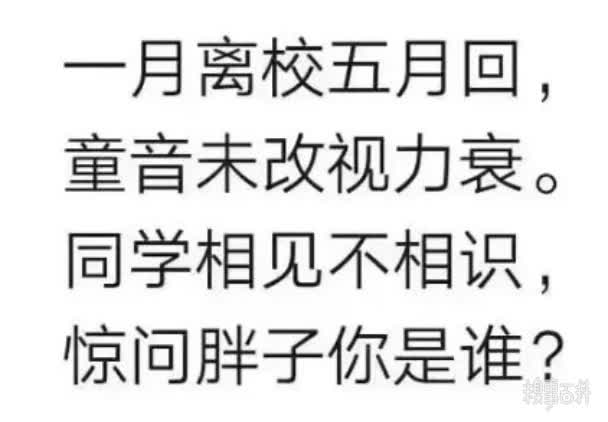 一月离校五月回，
童音未改视力衰。
同学相见不相识，
惊问胖子你是谁？